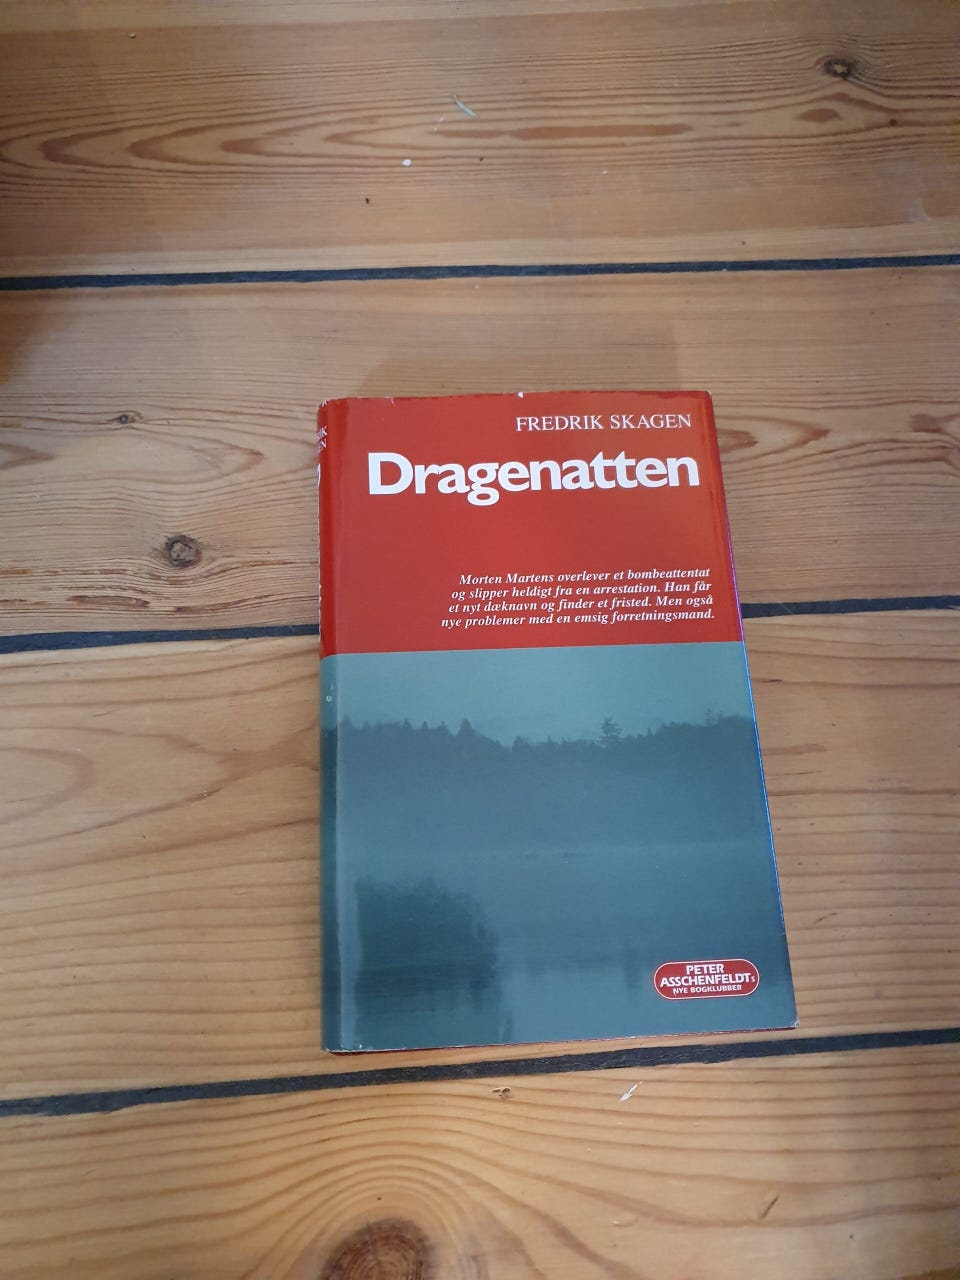 FREDRIK SKAGEN
Dragenatten
Morten Martens overlever et bombeattentat
og slipper heldigt fra en arrestation. Han får
et nyt dæknavn og finder et fristed. Men også
nye problemer med en emsig forretningsmand.
PETER
ASSCHENFELDTs
NYE BOGKLUBBER